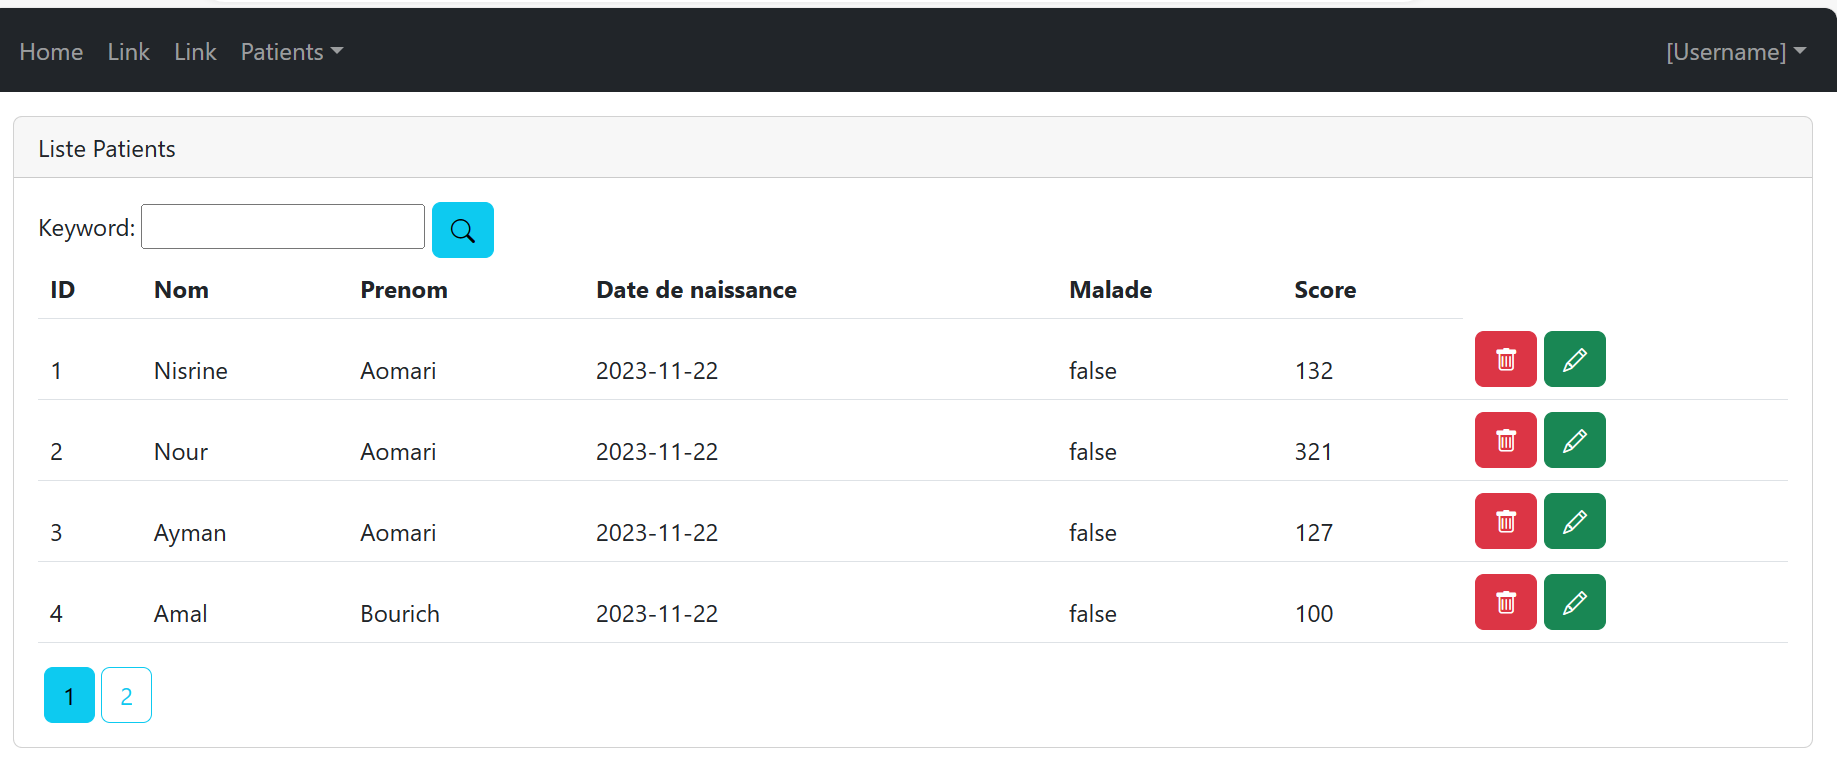 Home Link Link Patients [Username]
Liste Patients
Keyword:
ID Nom Prenom Date de naissance Malade Score
1 Nisrine Aomari 2023-11-22 false 132
2 Nour Aomari 2023-11-22 false 321
3 Ayman Aomari 2023-11-22 false 127
4 Amal Bourich 2023-11-22 false 100
1 2